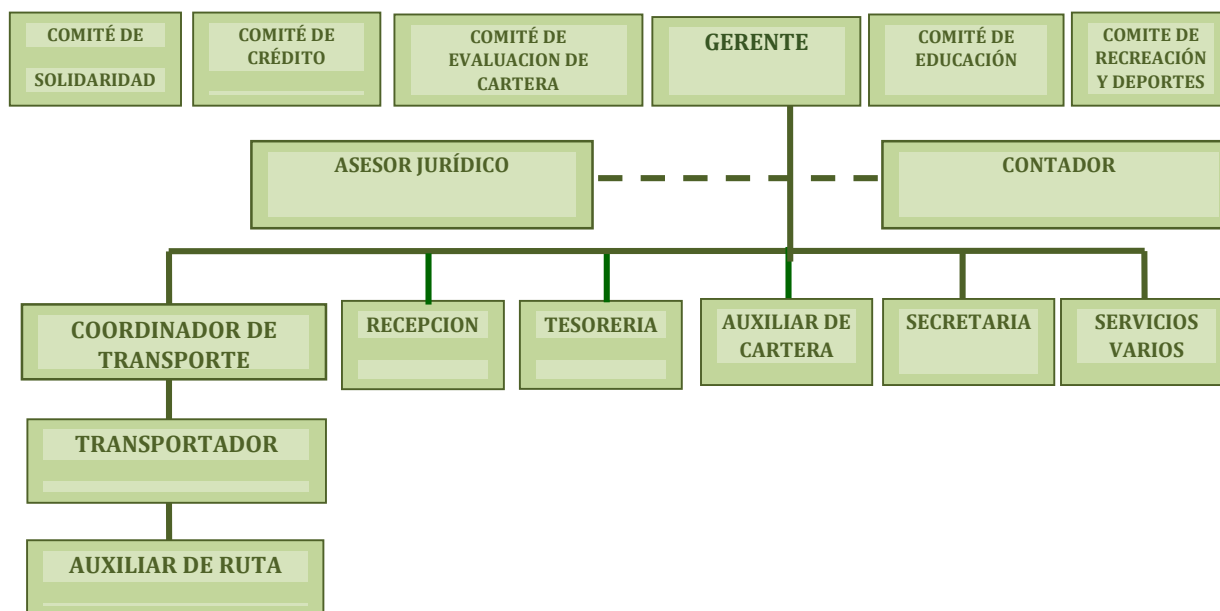 COMITÉ DE
SOLIDARIDAD
COMITÉ DE
CRÉDITO
COMITÉ DE
EVALUACION DE
CARTERA
GERENTE
COMITÉ DE
EDUCACIÓN
COMITE DE
RECREACIÓN
Y DEPORTES
ASESOR JURÍDICO
CONTADOR
COORDINADOR DE
TRANSPORTE
RECEPCION
TESORERIA
AUXILIAR DE
CARTERA
SECRETARIA
SERVICIOS
VARIOS
TRANSPORTADOR
AUXILIAR DE RUTA